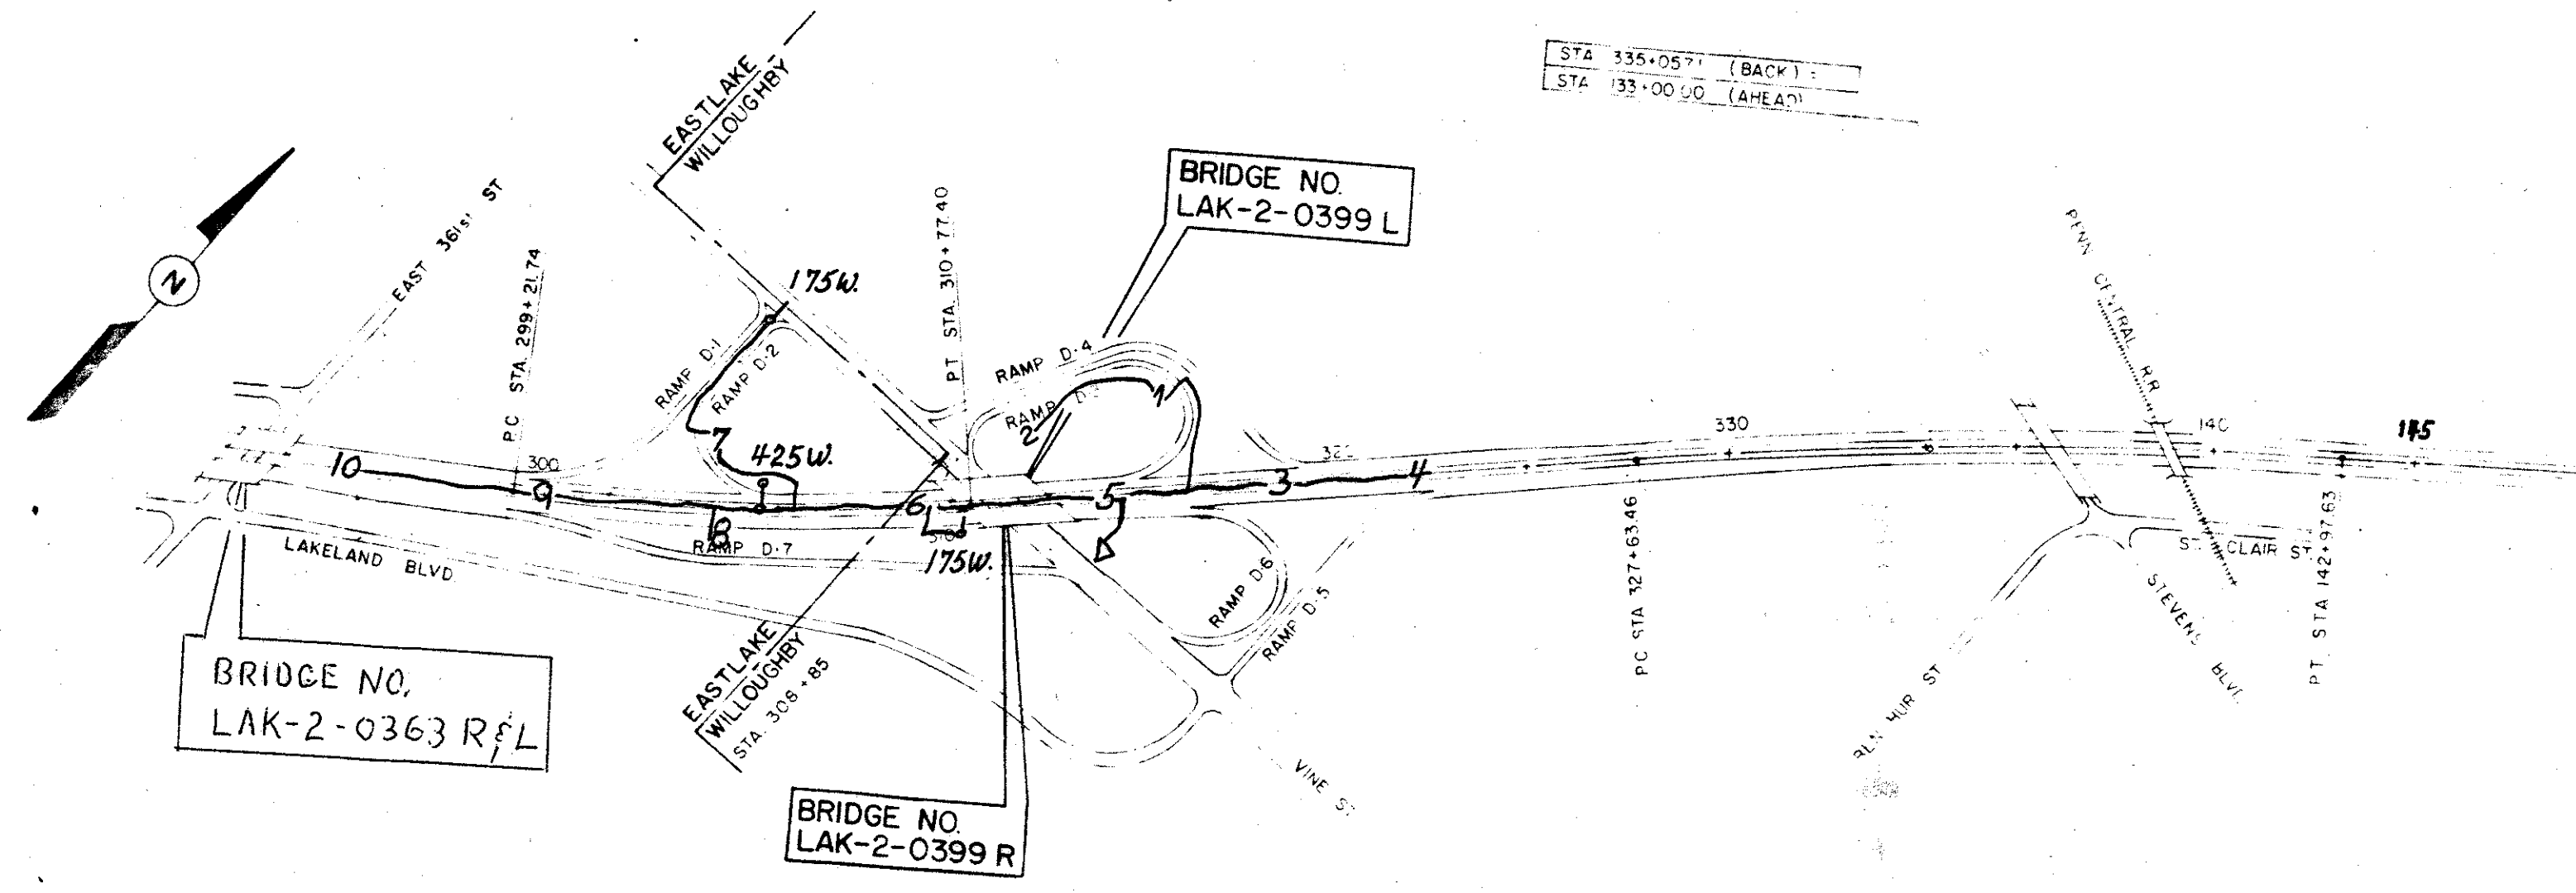 STA 335+05
(BACK) =
STA 133+00.00 (AHEAD)
EASTLAKE
WILLOUGHBY
BRIDGE NO.
LAK-2-0399 L
EAST 361st ST
PC STA. 299+21.74
PT STA. 310+77.40
PENN CENTRAL R.R.
N
175W.
RAMP D-1
RAMP D-2
RAMP D-4
RAMP
1
2
7
425W.
300
330
140
145
10
9
8
6
5
3
4
RAMP D-7
175W.
LAKELAND BLVD.
RAMP D-6
RAMP D-5
ST. CLAIR ST.
STEVENS BLVD.
PC STA 327+63.46
PT STA 142+97.63
HUR ST
VINE ST
EASTLAKE
WILLOUGHBY
STA. 308+85
BRIDGE NO.
LAK-2-0363 R&L
BRIDGE NO.
LAK-2-0399 R